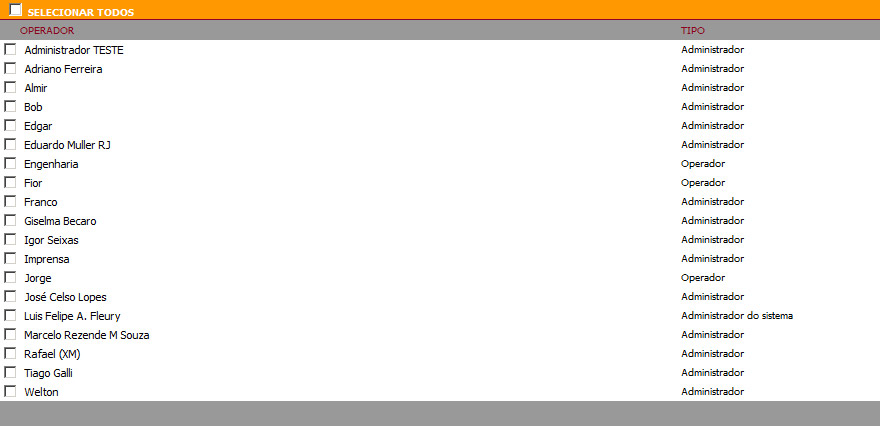 SELECIONAR TODOS
OPERADOR TIPO
Administrador TESTE Administrador
Adriano Ferreira Administrador
Almir Administrador
Bob Administrador
Edgar Administrador
Eduardo Muller RJ Administrador
Engenharia Operador
Fior Operador
Franco Administrador
Giselma Becaro Administrador
Igor Seixas Administrador
Imprensa Administrador
Jorge Operador
José Celso Lopes Administrador
Luis Felipe A. Fleury Administrador do sistema
Marcelo Rezende M Souza Administrador
Rafael (XM) Administrador
Tiago Galli Administrador
Welton Administrador